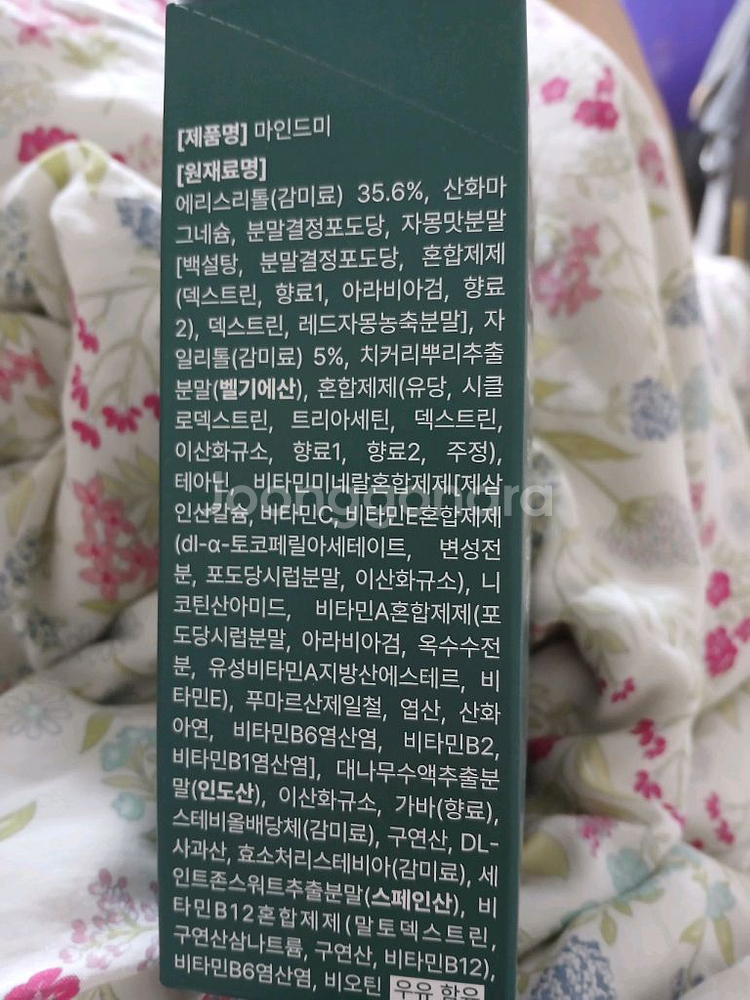 [제품명] 마인드미
[원재료명]
에리스리톨(감미료) 35.6%, 산화마
그네슘, 분말결정포도당, 자몽맛분말
[백설탕, 분말결정포도당, 혼합제제
(덱스트린, 향료1, 아라비아검, 향료
2), 덱스트린, 레드자몽농축분말], 자
일리톨(감미료) 5%, 치커리뿌리추출
분말(벨기에산), 혼합제제(유당, 시클
로덱스트린, 트리아세틴, 덱스트린,
이산화규소, 향료1, 향료2, 주정),
테아닌, 비타민미네랄혼합제제[제삼
인산칼슘, 비타민C, 비타민E혼합제제
(dl-α-토코페릴아세테이트, 변성전
분, 포도당시럽분말, 이산화규소), 니
코틴산아미드, 비타민A혼합제제(포
도당시럽분말, 아라비아검, 옥수수전
분, 유성비타민A지방산에스테르, 비
타민E), 푸마르산제일철, 엽산, 산화
아연, 비타민B6염산염, 비타민B2,
비타민B1염산염], 대나무수액추출분
말(인도산), 이산화규소, 가바(향료),
스테비올배당체(감미료), 구연산, DL-
사과산, 효소처리스테비아(감미료), 세
인트존스워트추출분말(스페인산), 비
타민B12혼합제제(말토덱스트린,
구연산삼나트륨, 구연산, 비타민B12),
비타민B6염산염, 비오틴 우유 함유
Joonggonara